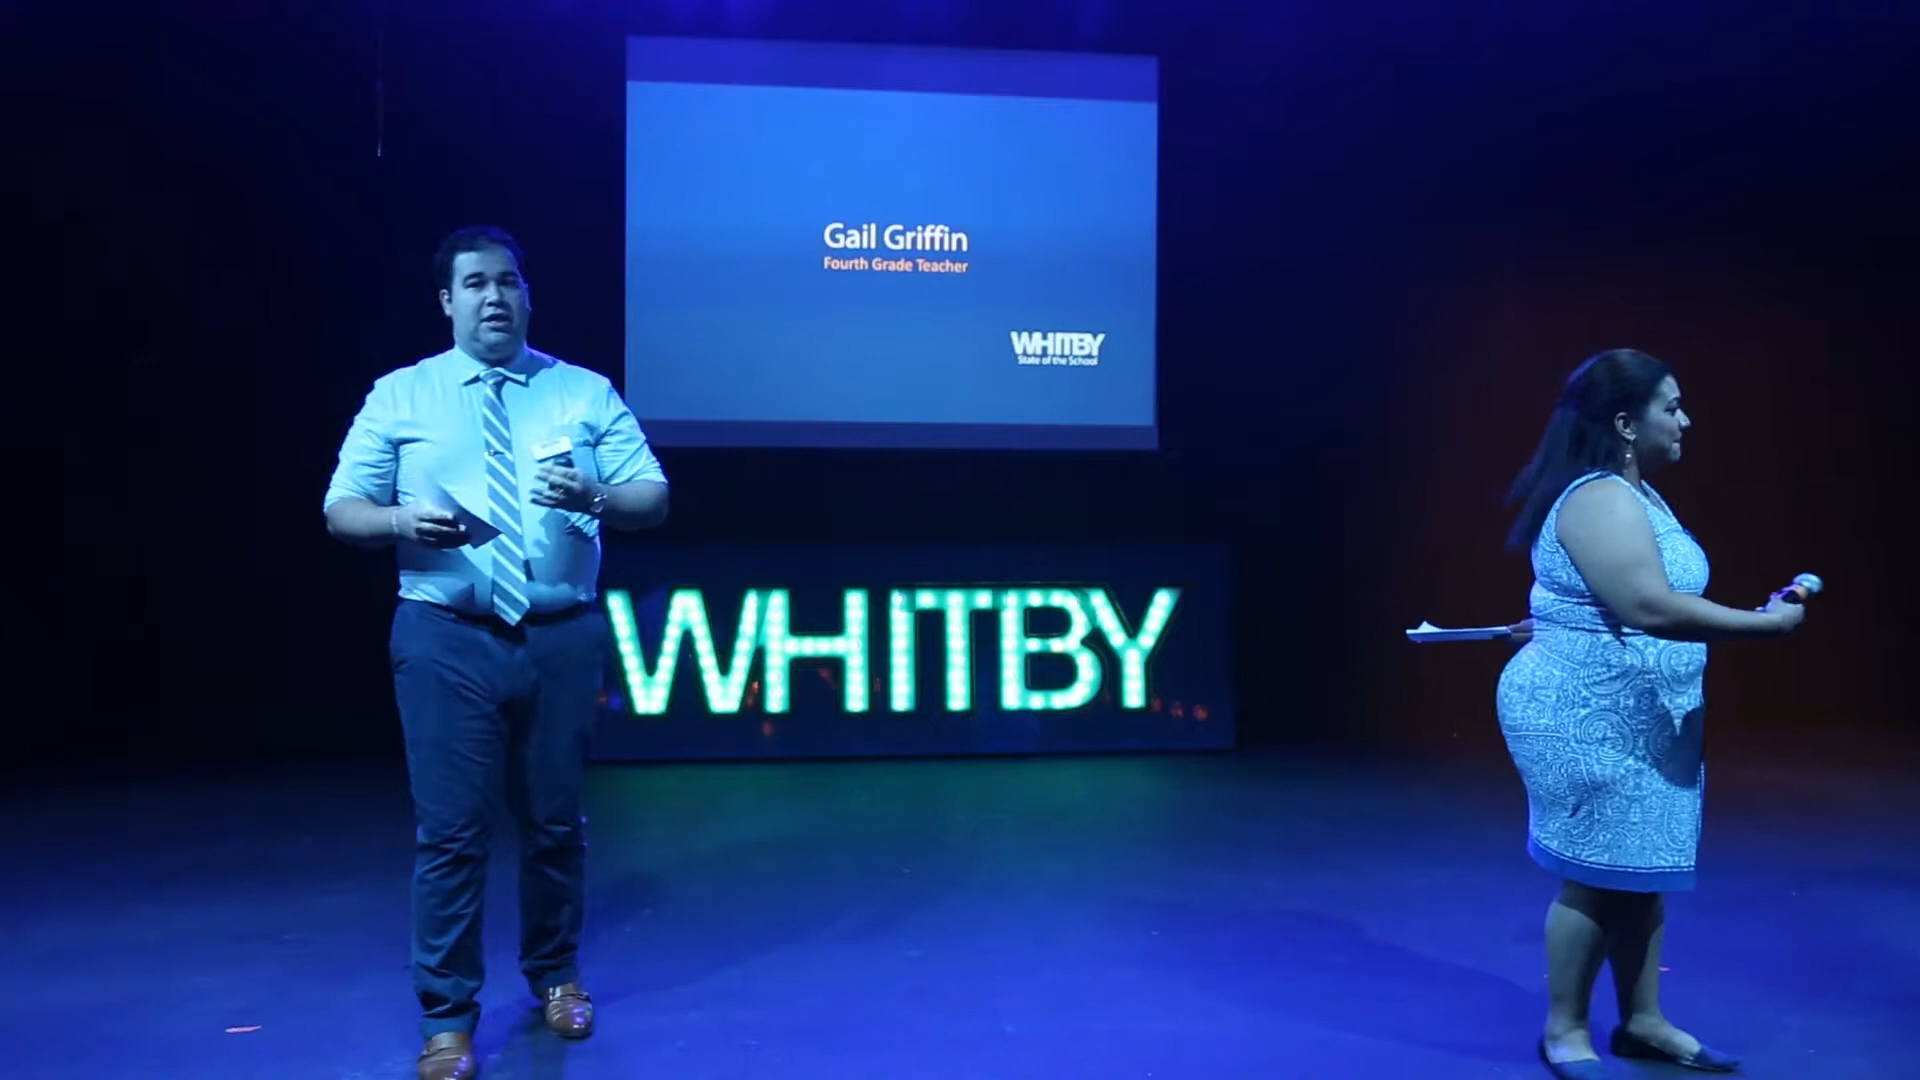 Gail Griffin
Fourth Grade Teacher
WHITBY
State of the School
WHITBY